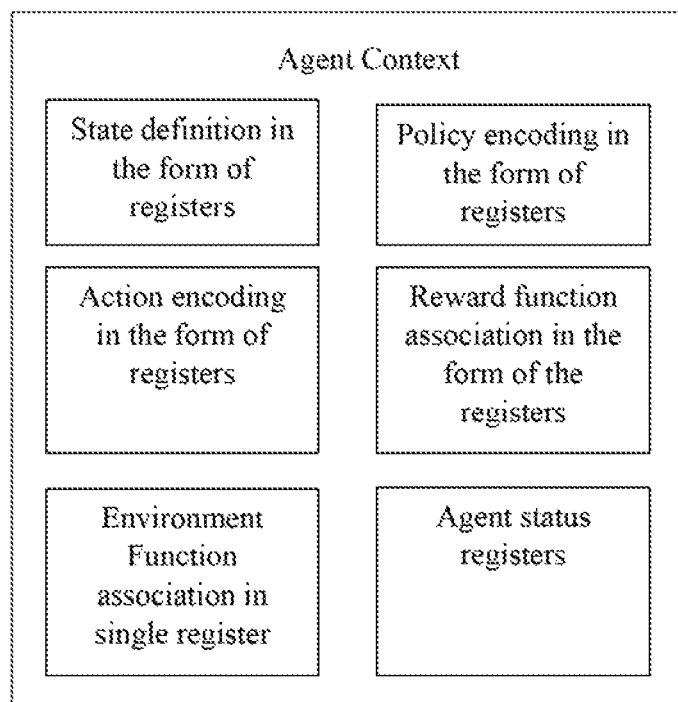 Agent Context
State definition in
the form of
registers
Policy encoding in
the form of
registers
Action encoding
in the form of
registers
Reward function
association in the
form of the
registers
Environment
Function
association in
single register
Agent status
registers